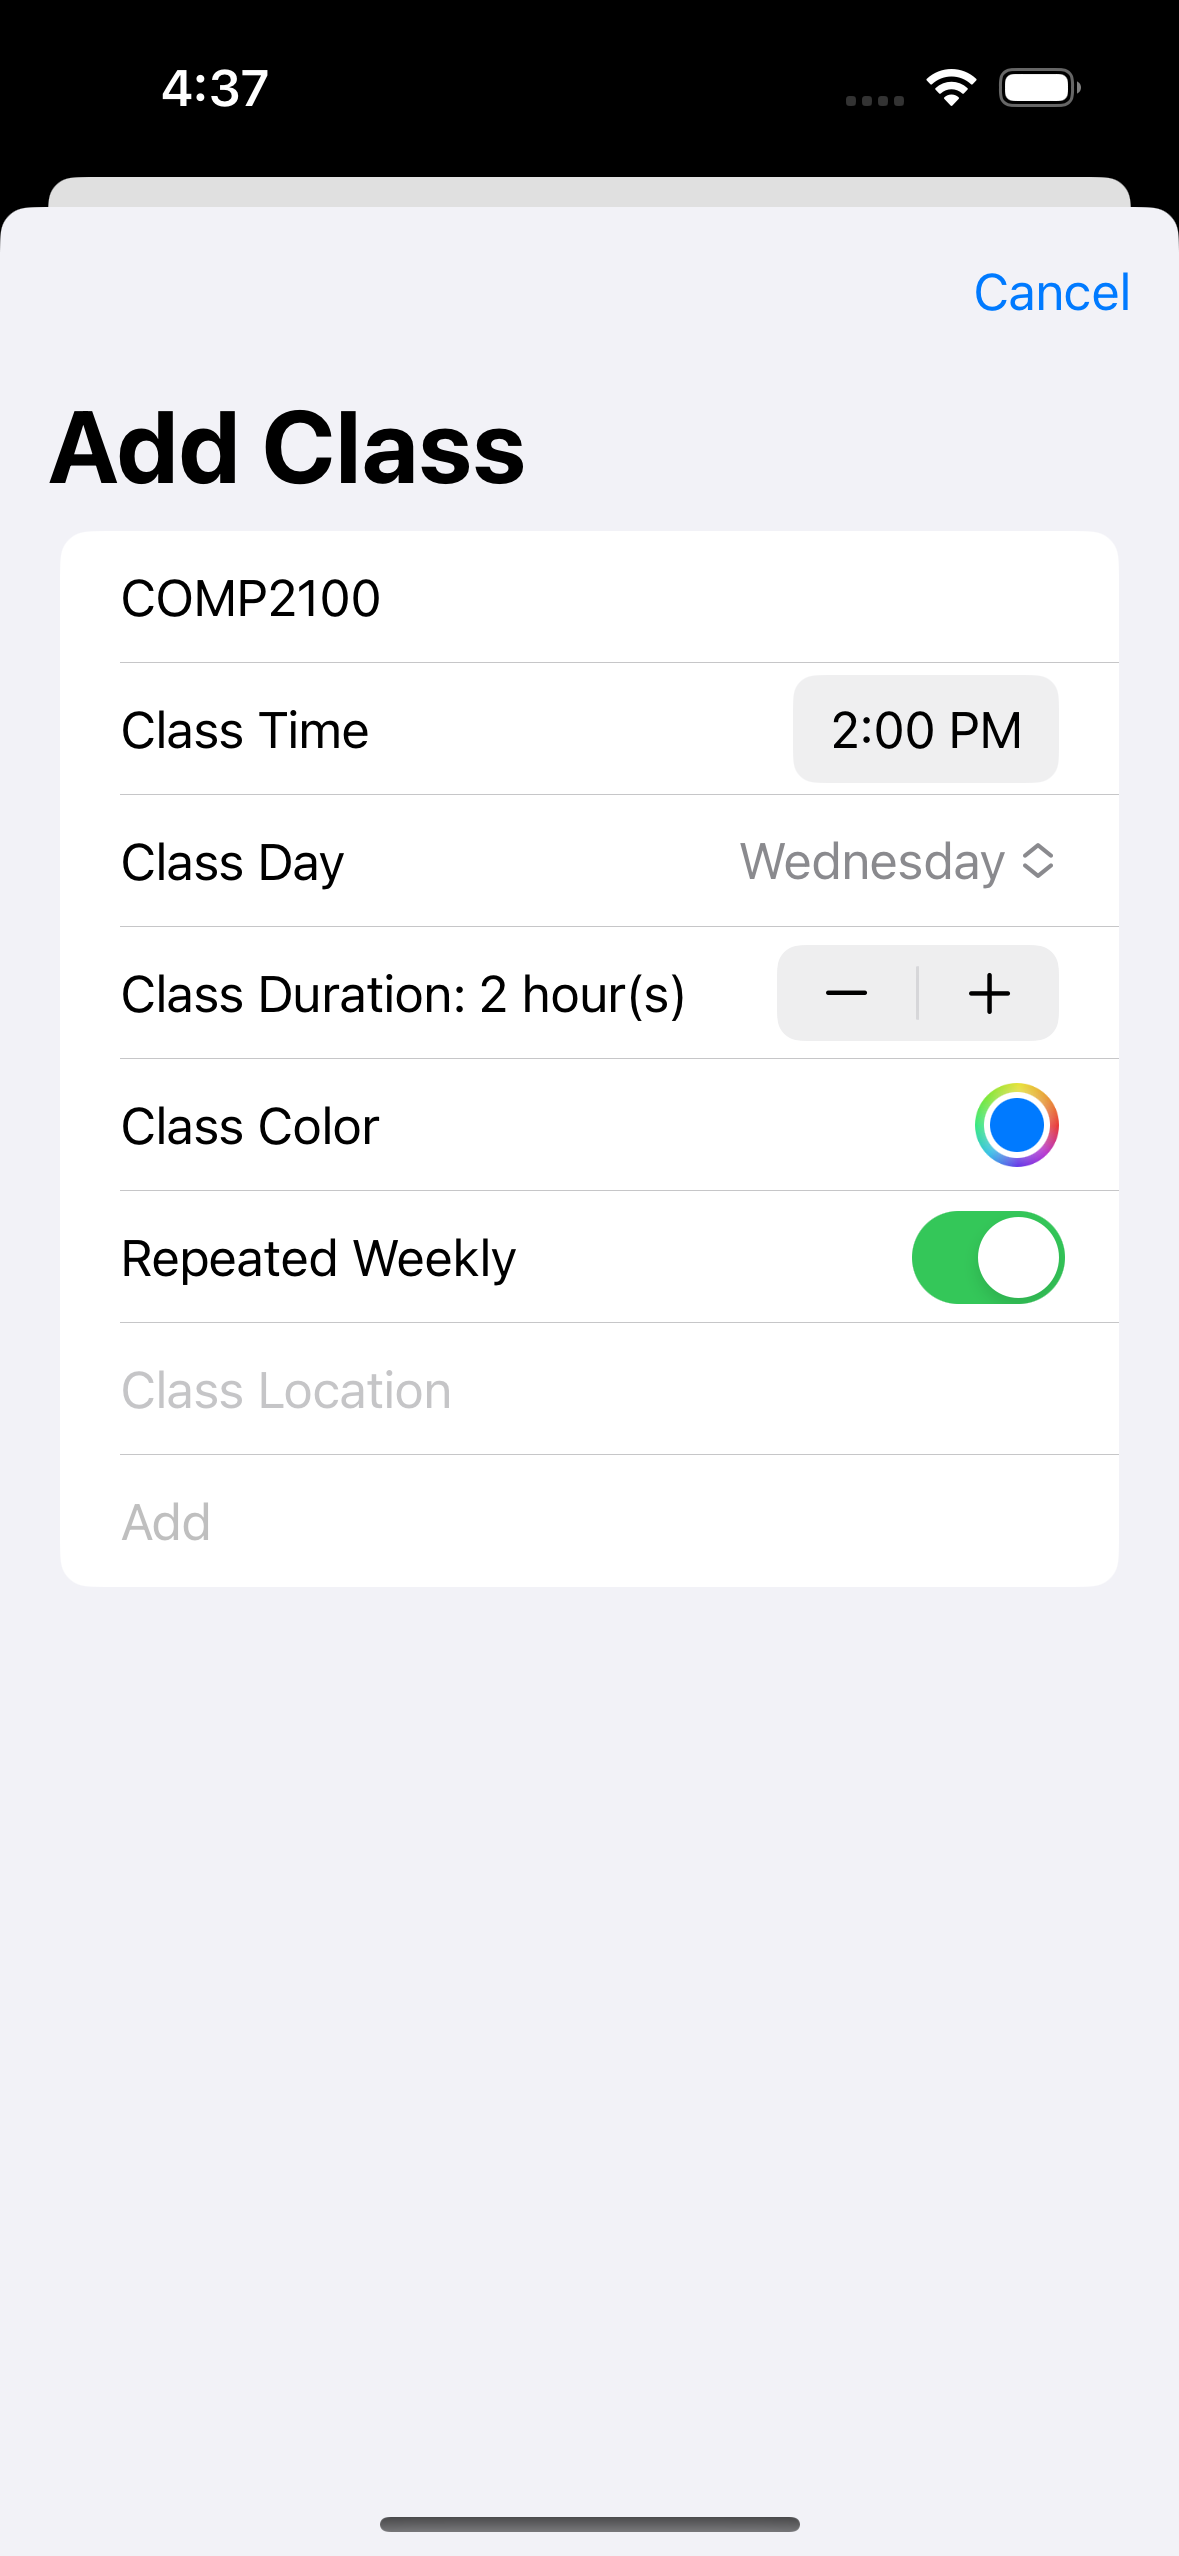 4:37
Cancel
Add Class
COMP2100
Class Time 2:00 PM
Class Day Wednesday
Class Duration: 2 hour(s)
Class Color
Repeated Weekly
Class Location
Add